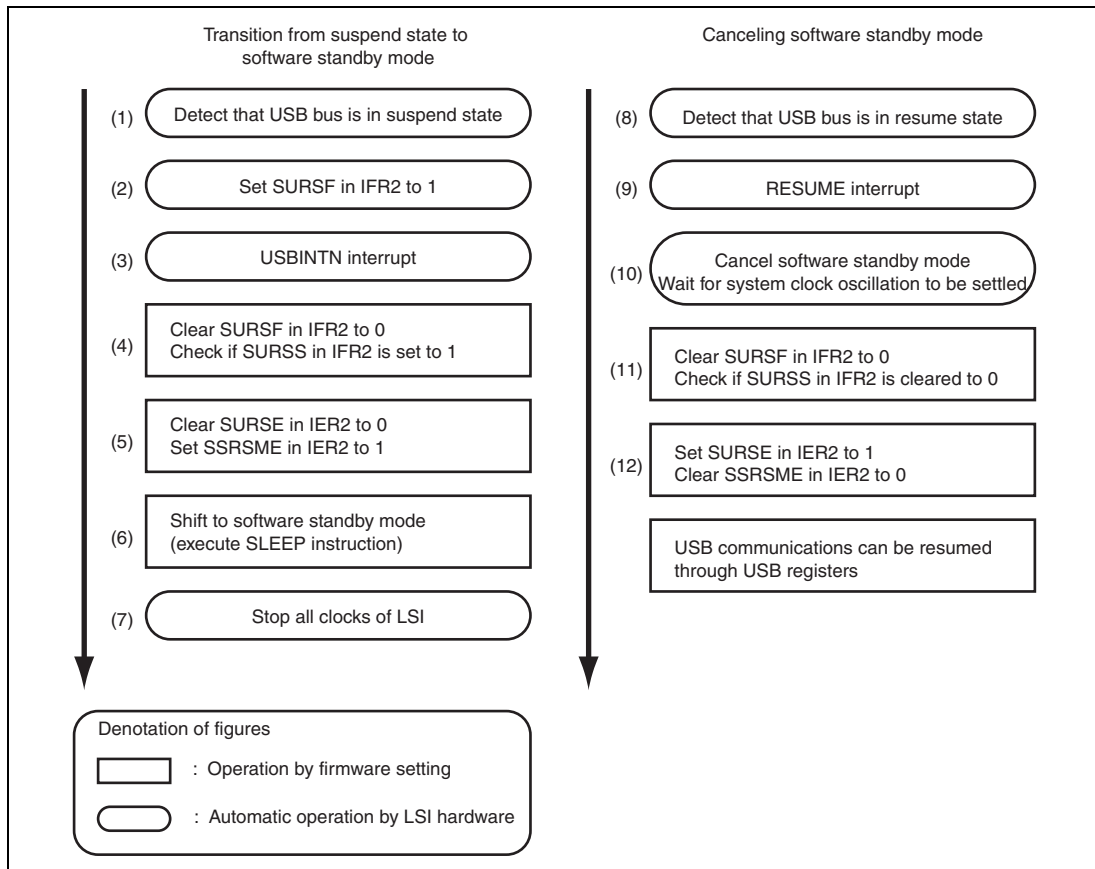 Transition from suspend state to
software standby mode
(1) Detect that USB bus is in suspend state
(2) Set SURSF in IFR2 to 1
(3) USBINTN interrupt
(4) Clear SURSF in IFR2 to 0
Check if SURSS in IFR2 is set to 1
(5) Clear SURSE in IER2 to 0
Set SSRSME in IER2 to 1
(6) Shift to software standby mode
(execute SLEEP instruction)
(7) Stop all clocks of LSI
Canceling software standby mode
(8) Detect that USB bus is in resume state
(9) RESUME interrupt
(10) Cancel software standby mode
Wait for system clock oscillation to be settled
(11) Clear SURSF in IFR2 to 0
Check if SURSS in IFR2 is cleared to 0
(12) Set SURSE in IER2 to 1
Clear SSRSME in IER2 to 0
USB communications can be resumed
through USB registers
Denotation of figures
: Operation by firmware setting
: Automatic operation by LSI hardware